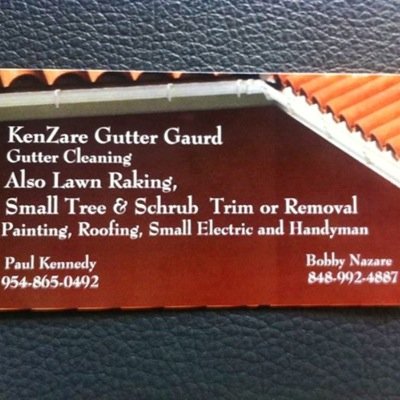 KenZare Gutter Gaurd
Gutter Cleaning
Also Lawn Raking,
Small Tree & Schrub Trim or Removal
Painting, Roofing, Small Electric and Handyman
Paul Kennedy
954-865-0492
Bobby Nazare
848-992-4887